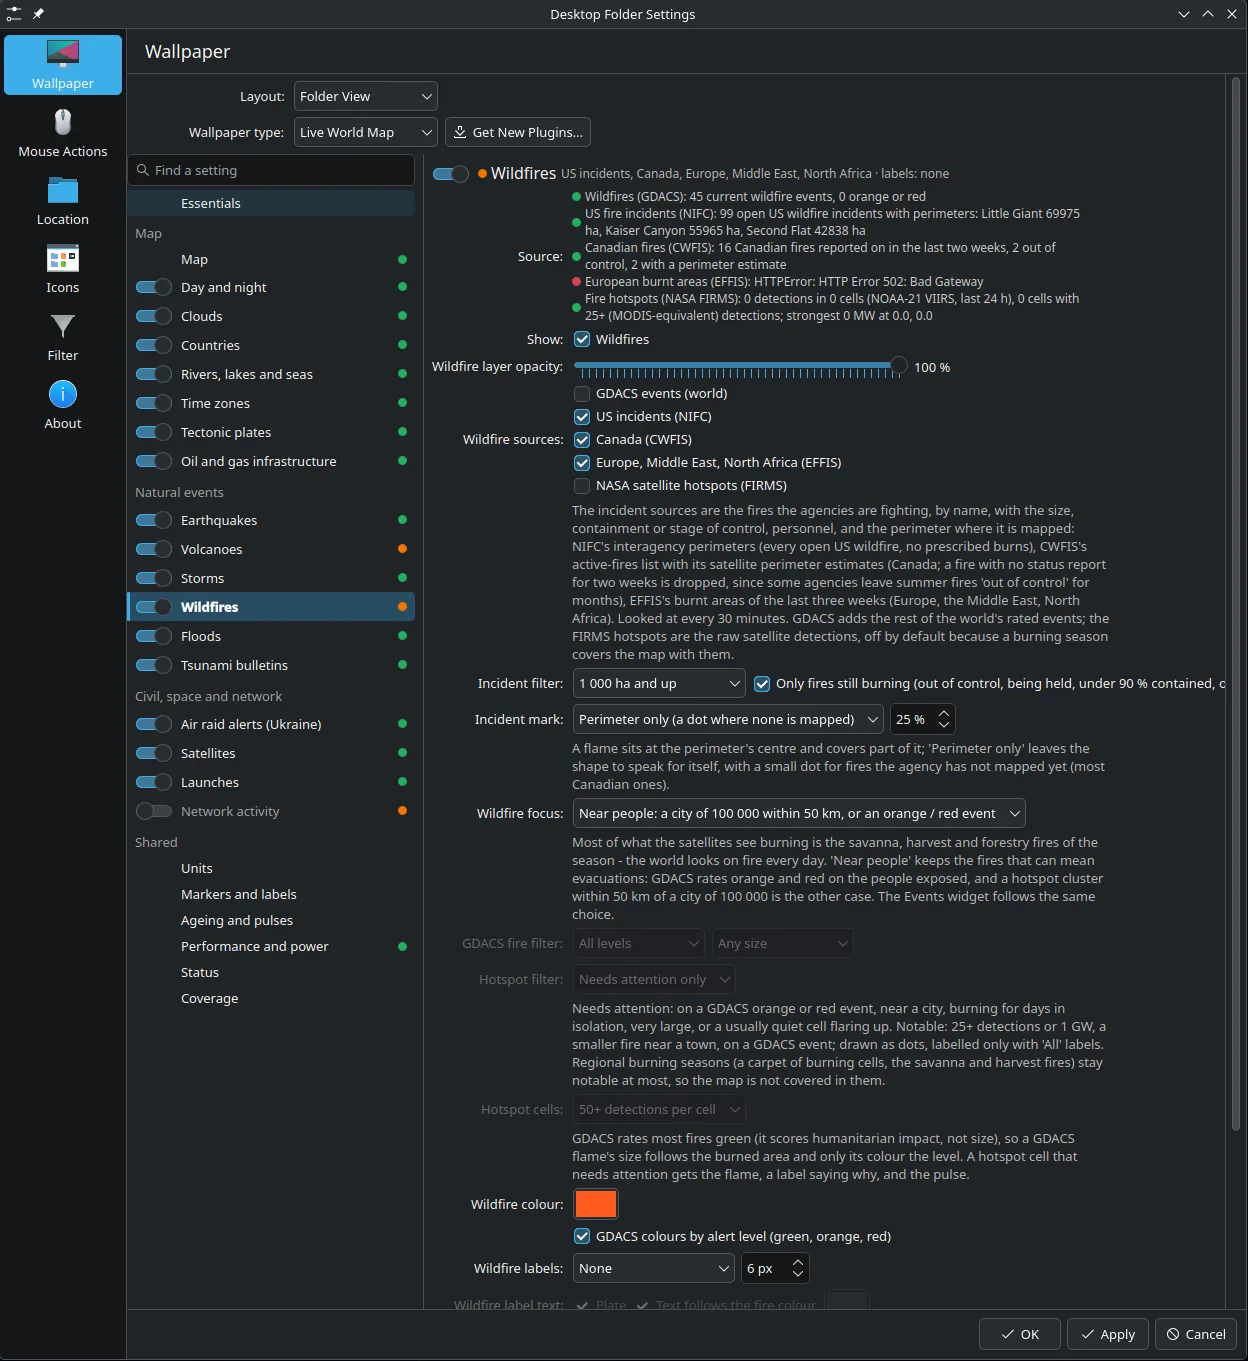 Desktop Folder Settings
Wallpaper
Mouse Actions
Location
Icons
Filter
About
Wallpaper
Layout: Folder View
Wallpaper type: Live World Map Get New Plugins...
Find a setting
Essentials
Map
Map
Day and night
Clouds
Countries
Rivers, lakes and seas
Time zones
Tectonic plates
Oil and gas infrastructure
Natural events
Earthquakes
Volcanoes
Storms
Wildfires
Floods
Tsunami bulletins
Civil, space and network
Air raid alerts (Ukraine)
Satellites
Launches
Network activity
Shared
Units
Markers and labels
Ageing and pulses
Performance and power
Status
Coverage
Wildfires US incidents, Canada, Europe, Middle East, North Africa · labels: none
Source:
Wildfires (GDACS): 45 current wildfire events, 0 orange or red
US fire incidents (NIFC): 99 open US wildfire incidents with perimeters: Little Giant 69975
ha, Kaiser Canyon 55965 ha, Second Flat 42838 ha
Canadian fires (CWFIS): 16 Canadian fires reported on in the last two weeks, 2 out of
control, 2 with a perimeter estimate
European burnt areas (EFFIS): HTTPError: HTTP Error 502: Bad Gateway
Fire hotspots (NASA FIRMS): 0 detections in 0 cells (NOAA-21 VIIRS, last 24 h), 0 cells with
25+ (MODIS-equivalent) detections; strongest 0 MW at 0.0, 0.0
Show: Wildfires
Wildfire layer opacity: 100 %
Wildfire sources:
GDACS events (world)
US incidents (NIFC)
Canada (CWFIS)
Europe, Middle East, North Africa (EFFIS)
NASA satellite hotspots (FIRMS)
The incident sources are the fires the agencies are fighting, by name, with the size,
containment or stage of control, personnel, and the perimeter where it is mapped:
NIFC's interagency perimeters (every open US wildfire, no prescribed burns), CWFIS's
active-fires list with its satellite perimeter estimates (Canada; a fire with no status report
for two weeks is dropped, since some agencies leave summer fires 'out of control' for
months), EFFIS's burnt areas of the last three weeks (Europe, the Middle East, North
Africa). Looked at every 30 minutes. GDACS adds the rest of the world's rated events; the
FIRMS hotspots are the raw satellite detections, off by default because a burning season
covers the map with them.
Incident filter: 1 000 ha and up Only fires still burning (out of control, being held, under 90 % contained, o
Incident mark: Perimeter only (a dot where none is mapped) 25 %
A flame sits at the perimeter's centre and covers part of it; 'Perimeter only' leaves the
shape to speak for itself, with a small dot for fires the agency has not mapped yet (most
Canadian ones).
Wildfire focus: Near people: a city of 100 000 within 50 km, or an orange / red event
Most of what the satellites see burning is the savanna, harvest and forestry fires of the
season - the world looks on fire every day. 'Near people' keeps the fires that can mean
evacuations: GDACS rates orange and red on the people exposed, and a hotspot cluster
within 50 km of a city of 100 000 is the other case. The Events widget follows the same
choice.
GDACS fire filter: All levels Any size
Hotspot filter: Needs attention only
Needs attention: on a GDACS orange or red event, near a city, burning for days in
isolation, very large, or a usually quiet cell flaring up. Notable: 25+ detections or 1 GW, a
smaller fire near a town, on a GDACS event; drawn as dots, labelled only with 'All' labels.
Regional burning seasons (a carpet of burning cells, the savanna and harvest fires) stay
notable at most, so the map is not covered in them.
Hotspot cells: 50+ detections per cell
GDACS rates most fires green (it scores humanitarian impact, not size), so a GDACS
flame's size follows the burned area and only its colour the level. A hotspot cell that
needs attention gets the flame, a label saying why, and the pulse.
Wildfire colour:
GDACS colours by alert level (green, orange, red)
Wildfire labels: None 6 px
Wildfire label text: Plate Text follows the fire colour
OK Apply Cancel